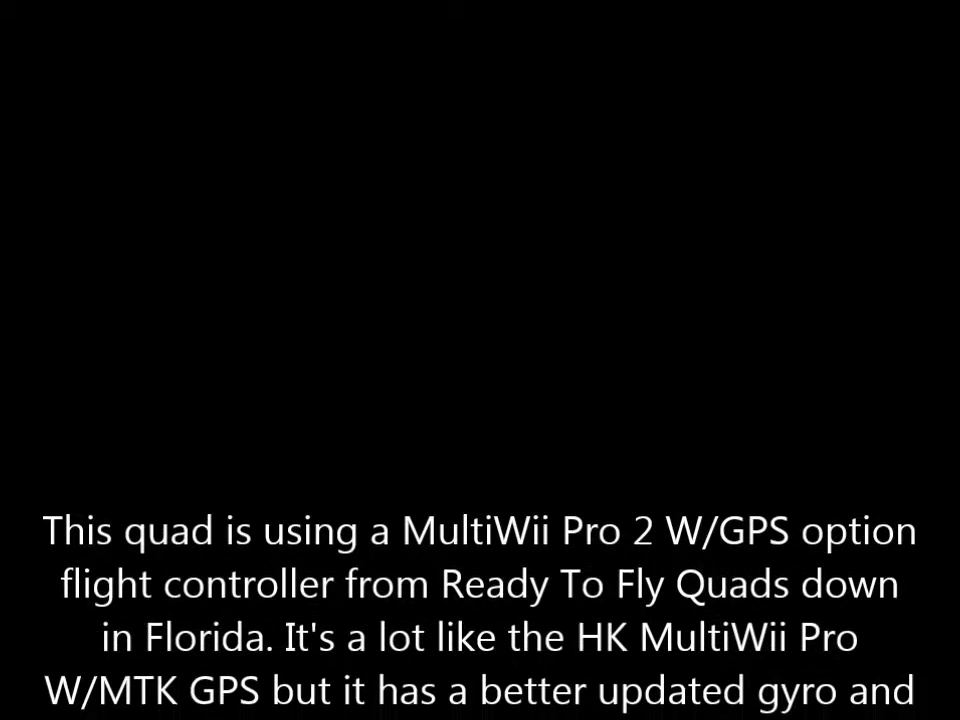 This quad is using a MultiWii Pro 2 W/GPS option
flight controller from Ready To Fly Quads down
in Florida. It's a lot like the HK MultiWii Pro
W/MTK GPS but it has a better updated gyro and